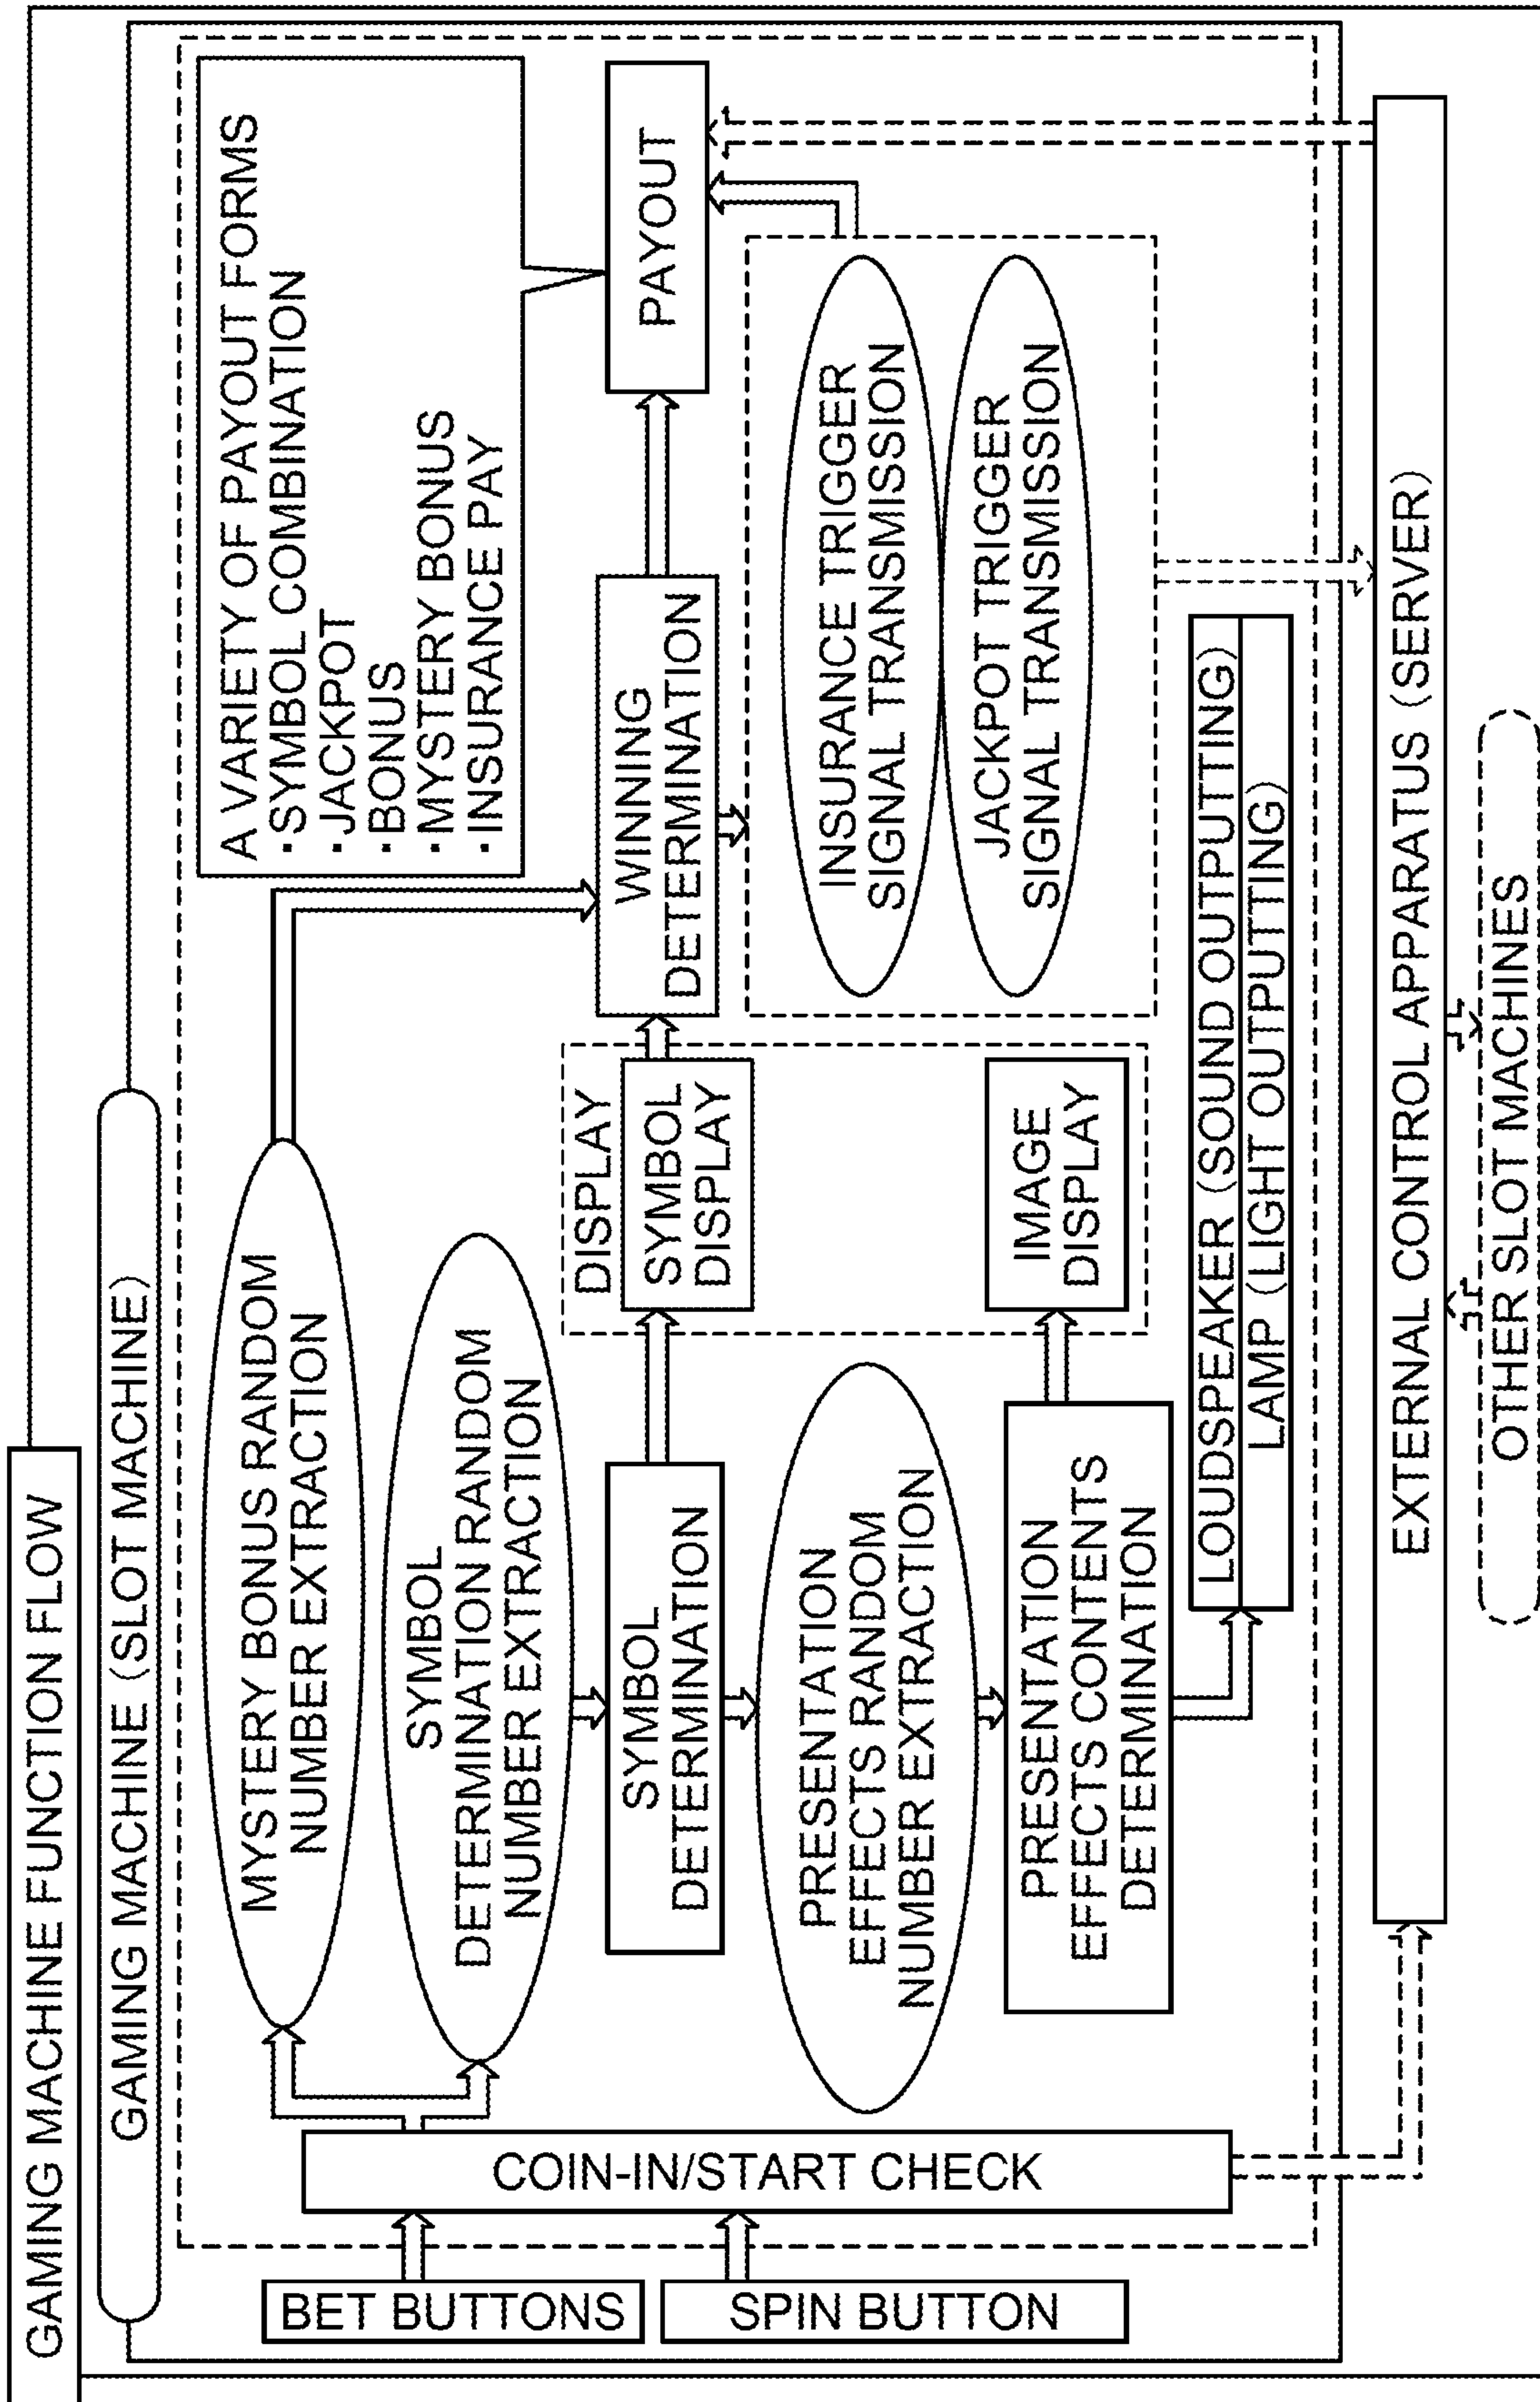 GAMING MACHINE FUNCTION FLOW
GAMING MACHINE (SLOT MACHINE)
BET BUTTONS
SPIN BUTTON
COIN-IN/START CHECK
MYSTERY BONUS RANDOM
NUMBER EXTRACTION
SYMBOL
DETERMINATION RANDOM
NUMBER EXTRACTION
SYMBOL
DETERMINATION
PRESENTATION
EFFECTS RANDOM
NUMBER EXTRACTION
PRESENTATION
EFFECTS CONTENTS
DETERMINATION
DISPLAY
SYMBOL
DISPLAY
IMAGE
DISPLAY
LOUDSPEAKER (SOUND OUTPUTTING)
LAMP (LIGHT OUTPUTTING)
WINNING
DETERMINATION
INSURANCE TRIGGER
SIGNAL TRANSMISSION
JACKPOT TRIGGER
SIGNAL TRANSMISSION
A VARIETY OF PAYOUT FORMS
・SYMBOL COMBINATION
・JACKPOT
・BONUS
・MYSTERY BONUS
・INSURANCE PAY
PAYOUT
EXTERNAL CONTROL APPARATUS (SERVER)
OTHER SLOT MACHINES